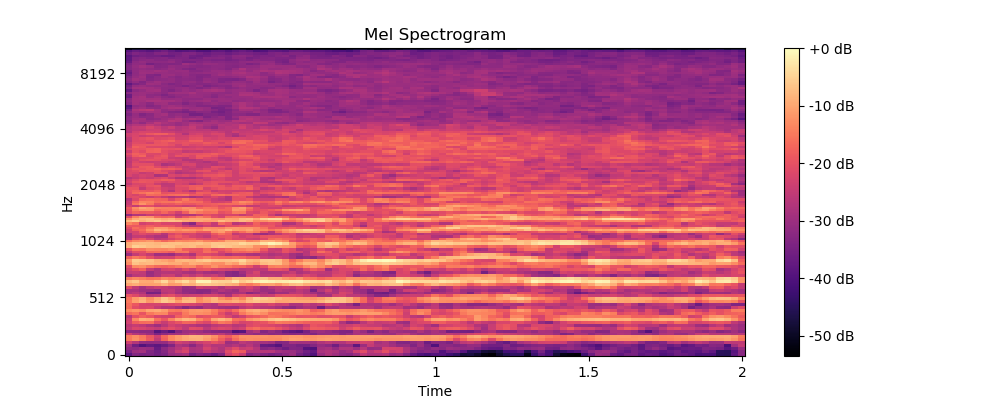 Mel Spectrogram
8192
4096
2048
1024
512
0
Hz
0
0.5
1
1.5
2
Time
+0 dB
-10 dB
-20 dB
-30 dB
-40 dB
-50 dB